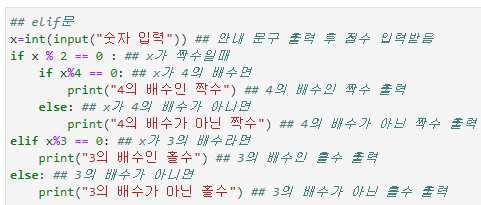 ## elif문
x=int(input("숫자 입력")) ## 안내 문구 출력 후 점수 입력받음
if x % 2 == 0 : ## x가 짝수일때
    if x%4 == 0: ## x가 4의 배수면
        print("4의 배수인 짝수") ## 4의 배수인 짝수 출력
    else: ## x가 4의 배수가 아니면
        print("4의 배수가 아닌 짝수") ## 4의 배수가 아닌 짝수 출력
elif x%3 == 0: ## x가 3의 배수라면
    print("3의 배수인 홀수") ## 3의 배수인 홀수 출력
else: ## 3의 배수가 아니면
    print("3의 배수가 아닌 홀수") ## 3의 배수가 아닌 홀수 출력